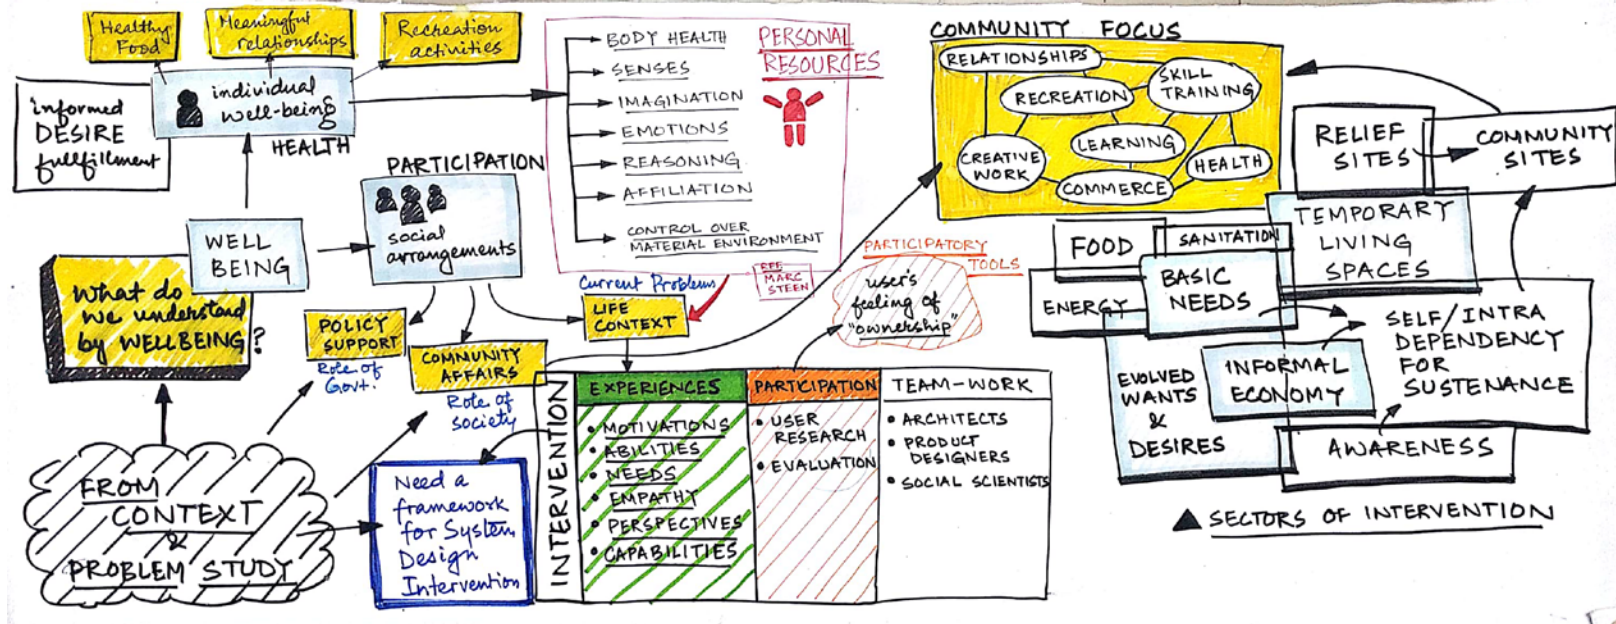 Healthy
Food
Meaningful
relationships
Recreation
activities
informed
DESIRE
fullfillment
individual
well-being
HEALTH
WELL
BEING
What do
we understand
by WELLBEING?
FROM
CONTEXT
&
PROBLEM STUDY
PARTICIPATION
social
arrangements
POLICY
SUPPORT
Role of
Govt.
COMMUNITY
AFFAIRS
Role of
society
Current Problems
LIFE
CONTEXT
Need a
framework
for System
Design
Intervention
PERSONAL
RESOURCES
BODY HEALTH
SENSES
IMAGINATION
EMOTIONS
REASONING
AFFILIATION
CONTROL OVER
MATERIAL ENVIRONMENT
REF
MARC
STEEN
PARTICIPATORY
TOOLS
user's
feeling of
"ownership"
INTERVENTION
EXPERIENCES
• MOTIVATIONS
• ABILITIES
• NEEDS
• EMPATHY
• PERSPECTIVES
• CAPABILITIES
PARTICIPATION
• USER
RESEARCH
• EVALUATION
TEAM-WORK
• ARCHITECTS
• PRODUCT
DESIGNERS
• SOCIAL SCIENTISTS
COMMUNITY FOCUS
RELATIONSHIPS
RECREATION
SKILL
TRAINING
LEARNING
CREATIVE
WORK
HEALTH
COMMERCE
RELIEF
SITES
COMMUNITY
SITES
TEMPORARY
LIVING
SPACES
FOOD
SANITATION
ENERGY
BASIC
NEEDS
SELF/INTRA
DEPENDENCY
FOR
SUSTENANCE
INFORMAL
ECONOMY
EVOLVED
WANTS
&
DESIRES
AWARENESS
▲ SECTORS OF INTERVENTION